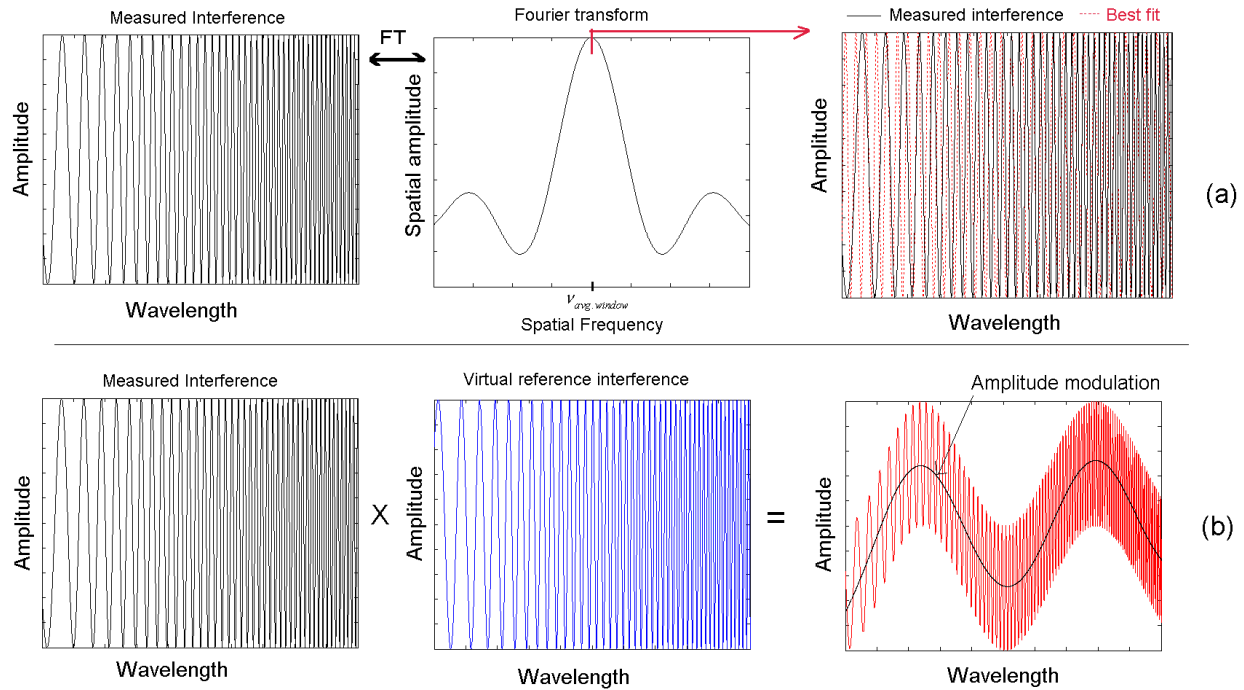 Measured Interference
Amplitude
Wavelength
FT
Fourier transform
Spatial amplitude
νavg.window
Spatial Frequency
Measured interference
Best fit
Amplitude
Wavelength
(a)
Measured Interference
Amplitude
Wavelength
X
Virtual reference interference
Amplitude
Wavelength
=
Amplitude modulation
Amplitude
Wavelength
(b)